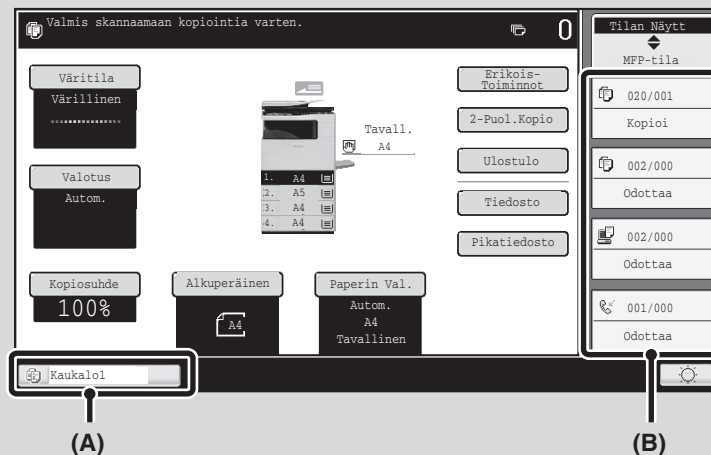 Valmis skannaamaan kopiointia varten.
0
Tilan Näytt
MFP-tila
Väritila
Värillinen
Valotus
Autom.
Kopiosuhde
100%
Alkuperäinen
A4
Paperin Val.
Autom.
A4
Tavallinen
Tavall.
A4
1. A4
2. A5
3. A4
4. A4
Erikois-
Toiminnot
2-Puol.Kopio
Ulostulo
Tiedosto
Pikatiedosto
020/001
Kopioi
002/000
Odottaa
002/000
Odottaa
001/000
Odottaa
Kaukalo1
(A)
(B)